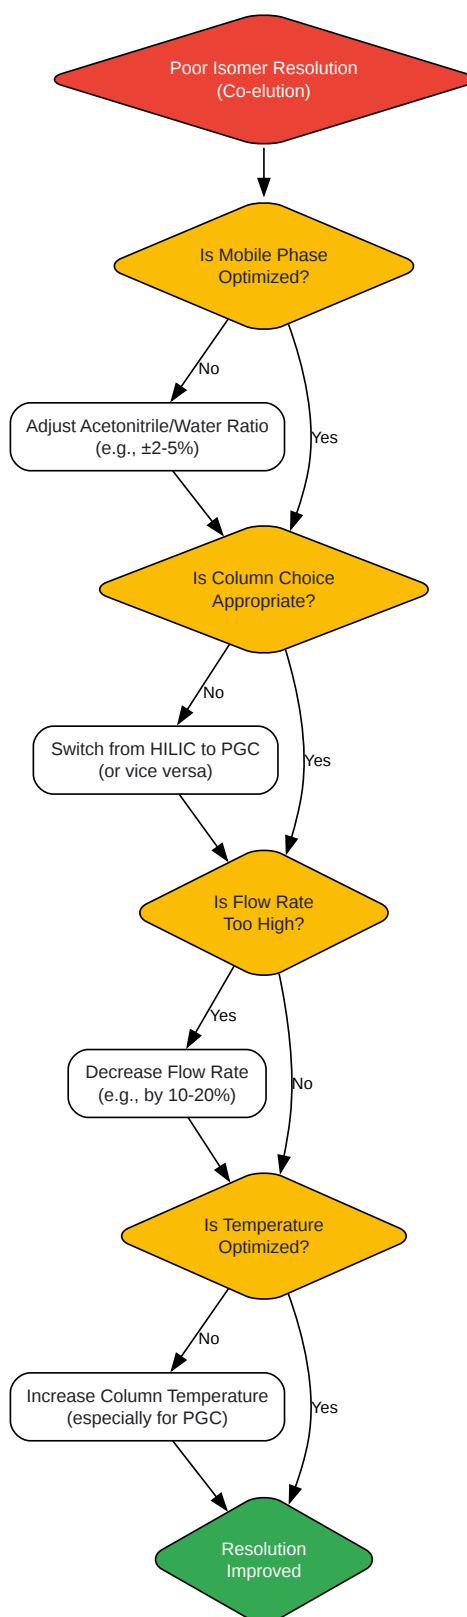 Poor Isomer Resolution
(Co-elution)
Is Mobile Phase
Optimized?
No
Adjust Acetonitrile/Water Ratio
(e.g., ±2-5%)
Yes
Is Column Choice
Appropriate?
No
Switch from HILIC to PGC
(or vice versa)
Yes
Is Flow Rate
Too High?
Yes
Decrease Flow Rate
(e.g., by 10-20%)
No
Is Temperature
Optimized?
No
Increase Column Temperature
(especially for PGC)
Yes
Resolution
Improved